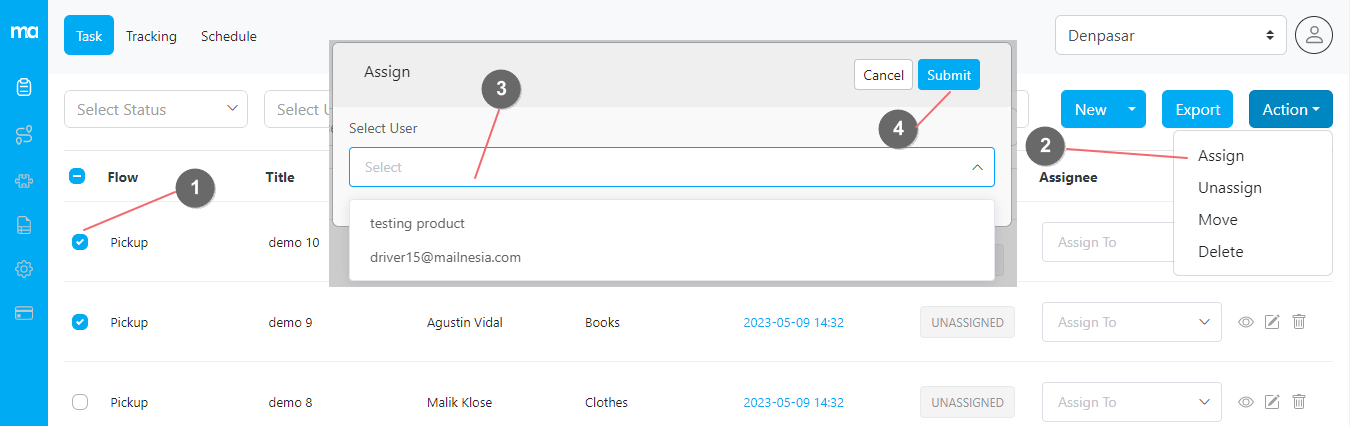 ma
Task
Tracking
Schedule
Denpasar
Assign
Cancel
Submit
3
Select Status
Select U
4
New
Export
Action
Select User
2
Assign
Select
Flow
Title
Assignee
Unassign
1
Move
testing product
Pickup
demo 10
Assign To
Delete
driver15@mailnesia.com
Pickup
demo 9
Agustin Vidal
Books
2023-05-09 14:32
UNASSIGNED
Assign To
Pickup
demo 8
Malik Klose
Clothes
2023-05-09 14:32
UNASSIGNED
Assign To